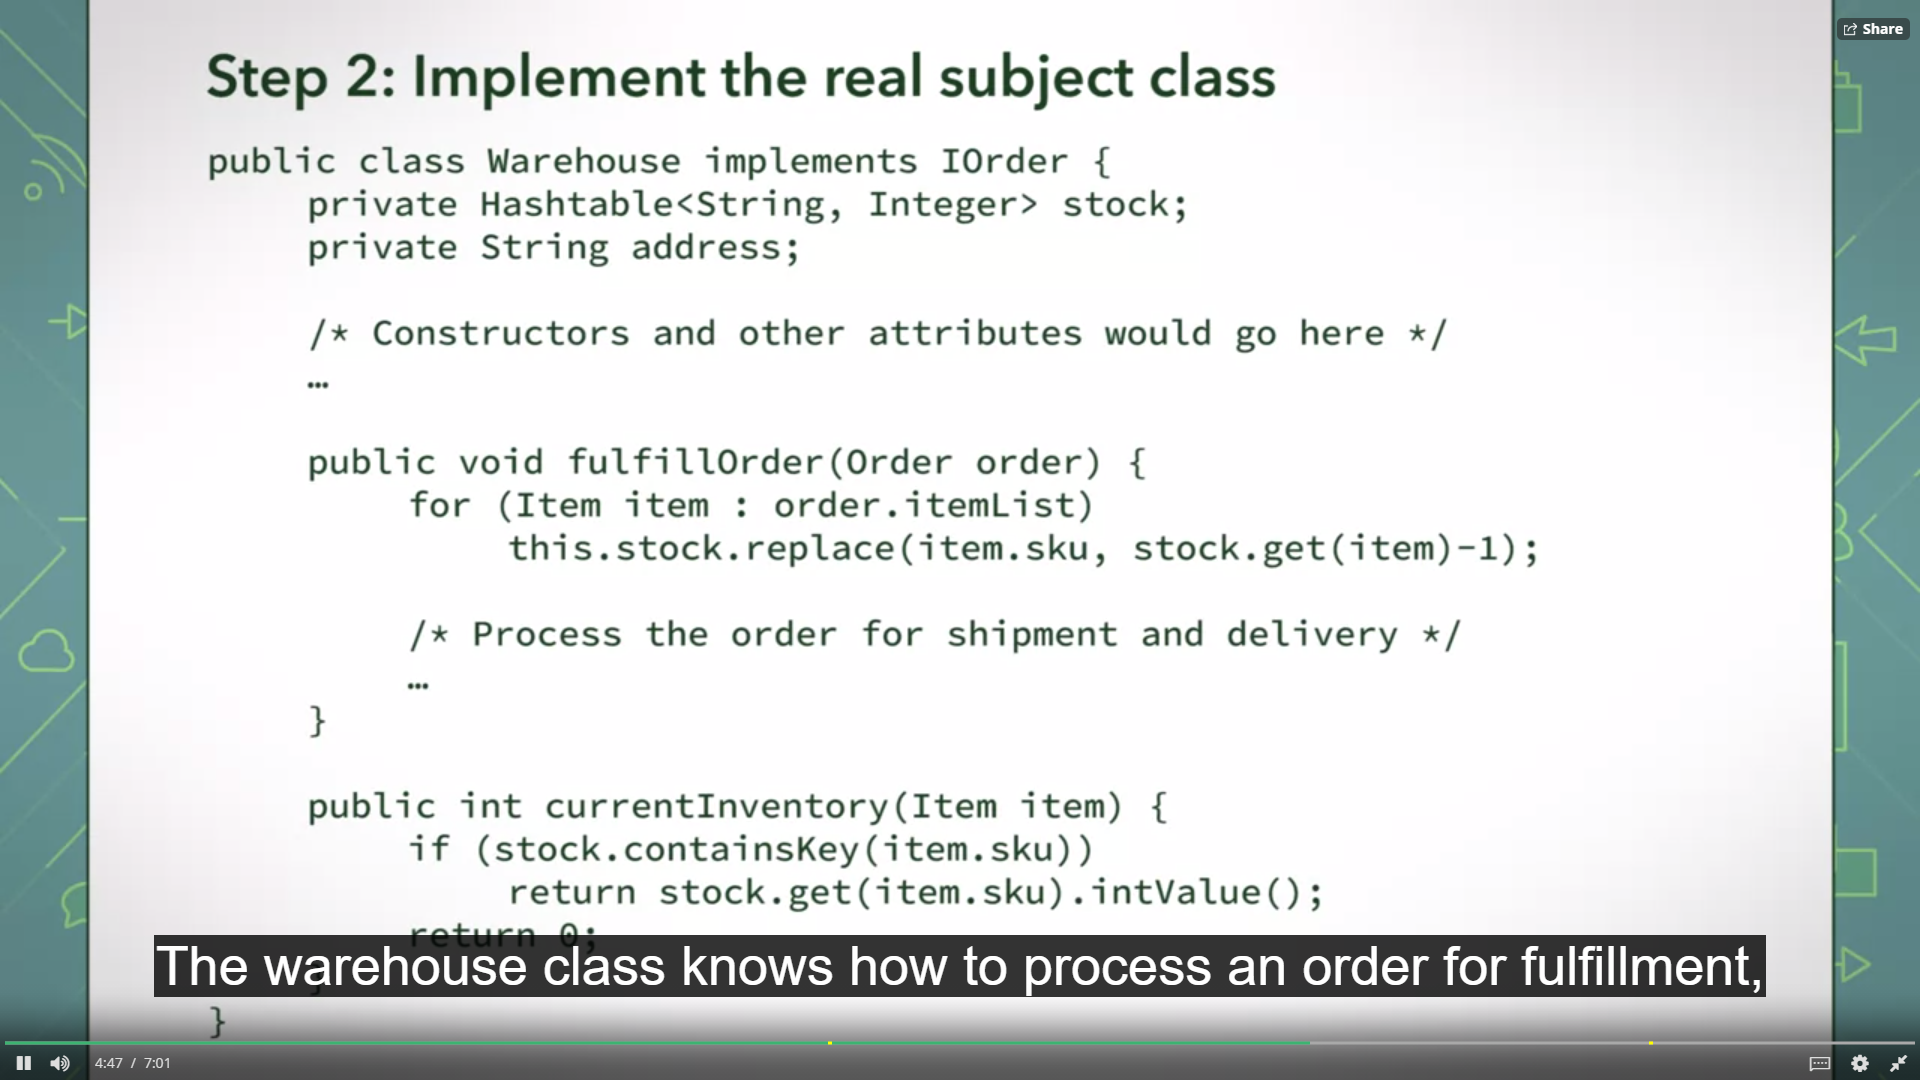 Share
Step 2: Implement the real subject class
public class Warehouse implements IOrder {
private Hashtable<String, Integer> stock;
private String address;
/* Constructors and other attributes would go here */
…
public void fulfillOrder(Order order) {
for (Item item : order.itemList)
this.stock.replace(item.sku, stock.get(item)-1);
/* Process the order for shipment and delivery */
…
}
public int currentInventory(Item item) {
if (stock.containsKey(item.sku))
return stock.get(item.sku).intValue();
return 0;
The warehouse class knows how to process an order for fulfillment,
}
4:47 / 7:01